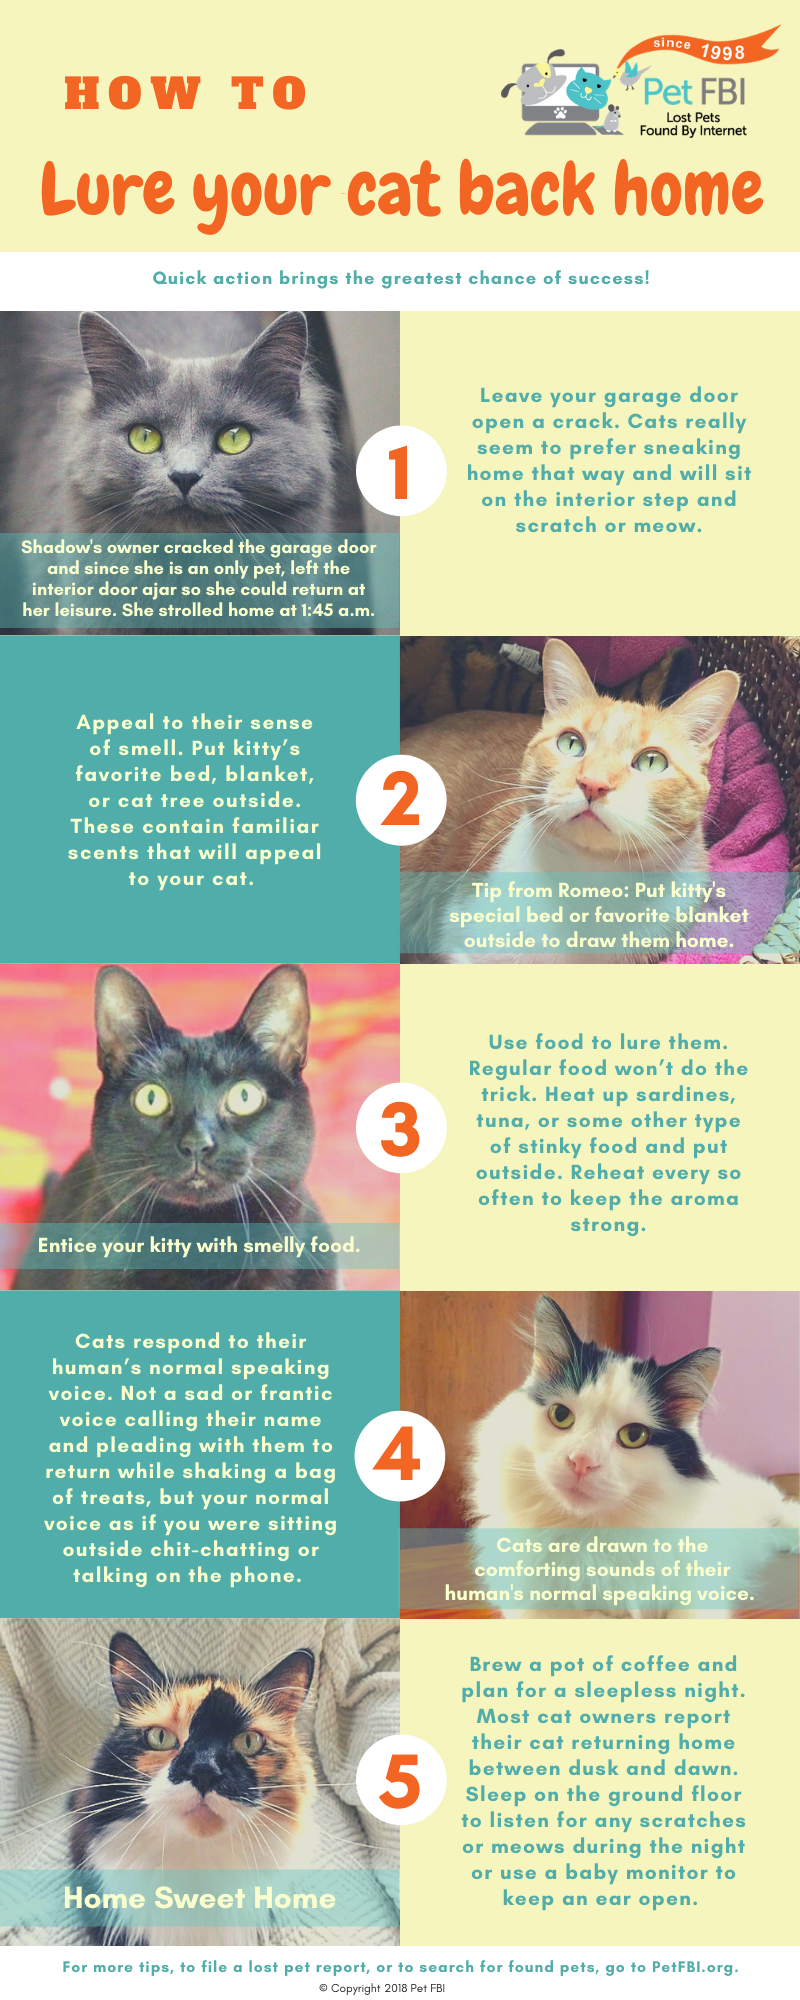 since 1998
Pet FBI
Lost Pets
Found By Internet
HOW TO
Lure your cat back home
Quick action brings the greatest chance of success!
Shadow's owner cracked the garage door
and since she is an only pet, left the
interior door ajar so she could return at
her leisure. She strolled home at 1:45 a.m.
1
Leave your garage door
open a crack. Cats really
seem to prefer sneaking
home that way and will sit
on the interior step and
scratch or meow.
Appeal to their sense
of smell. Put kitty’s
favorite bed, blanket,
or cat tree outside.
These contain familiar
scents that will appeal
to your cat.
2
Tip from Romeo: Put kitty's
special bed or favorite blanket
outside to draw them home.
Entice your kitty with smelly food.
3
Use food to lure them.
Regular food won’t do the
trick. Heat up sardines,
tuna, or some other type
of stinky food and put
outside. Reheat every so
often to keep the aroma
strong.
Cats respond to their
human’s normal speaking
voice. Not a sad or frantic
voice calling their name
and pleading with them to
return while shaking a bag
of treats, but your normal
voice as if you were sitting
outside chit-chatting or
talking on the phone.
4
Cats are drawn to the
comforting sounds of their
human's normal speaking voice.
Home Sweet Home
5
Brew a pot of coffee and
plan for a sleepless night.
Most cat owners report
their cat returning home
between dusk and dawn.
Sleep on the ground floor
to listen for any scratches
or meows during the night
or use a baby monitor to
keep an ear open.
For more tips, to file a lost pet report, or to search for found pets, go to PetFBI.org.
© Copyright 2018 Pet FBI